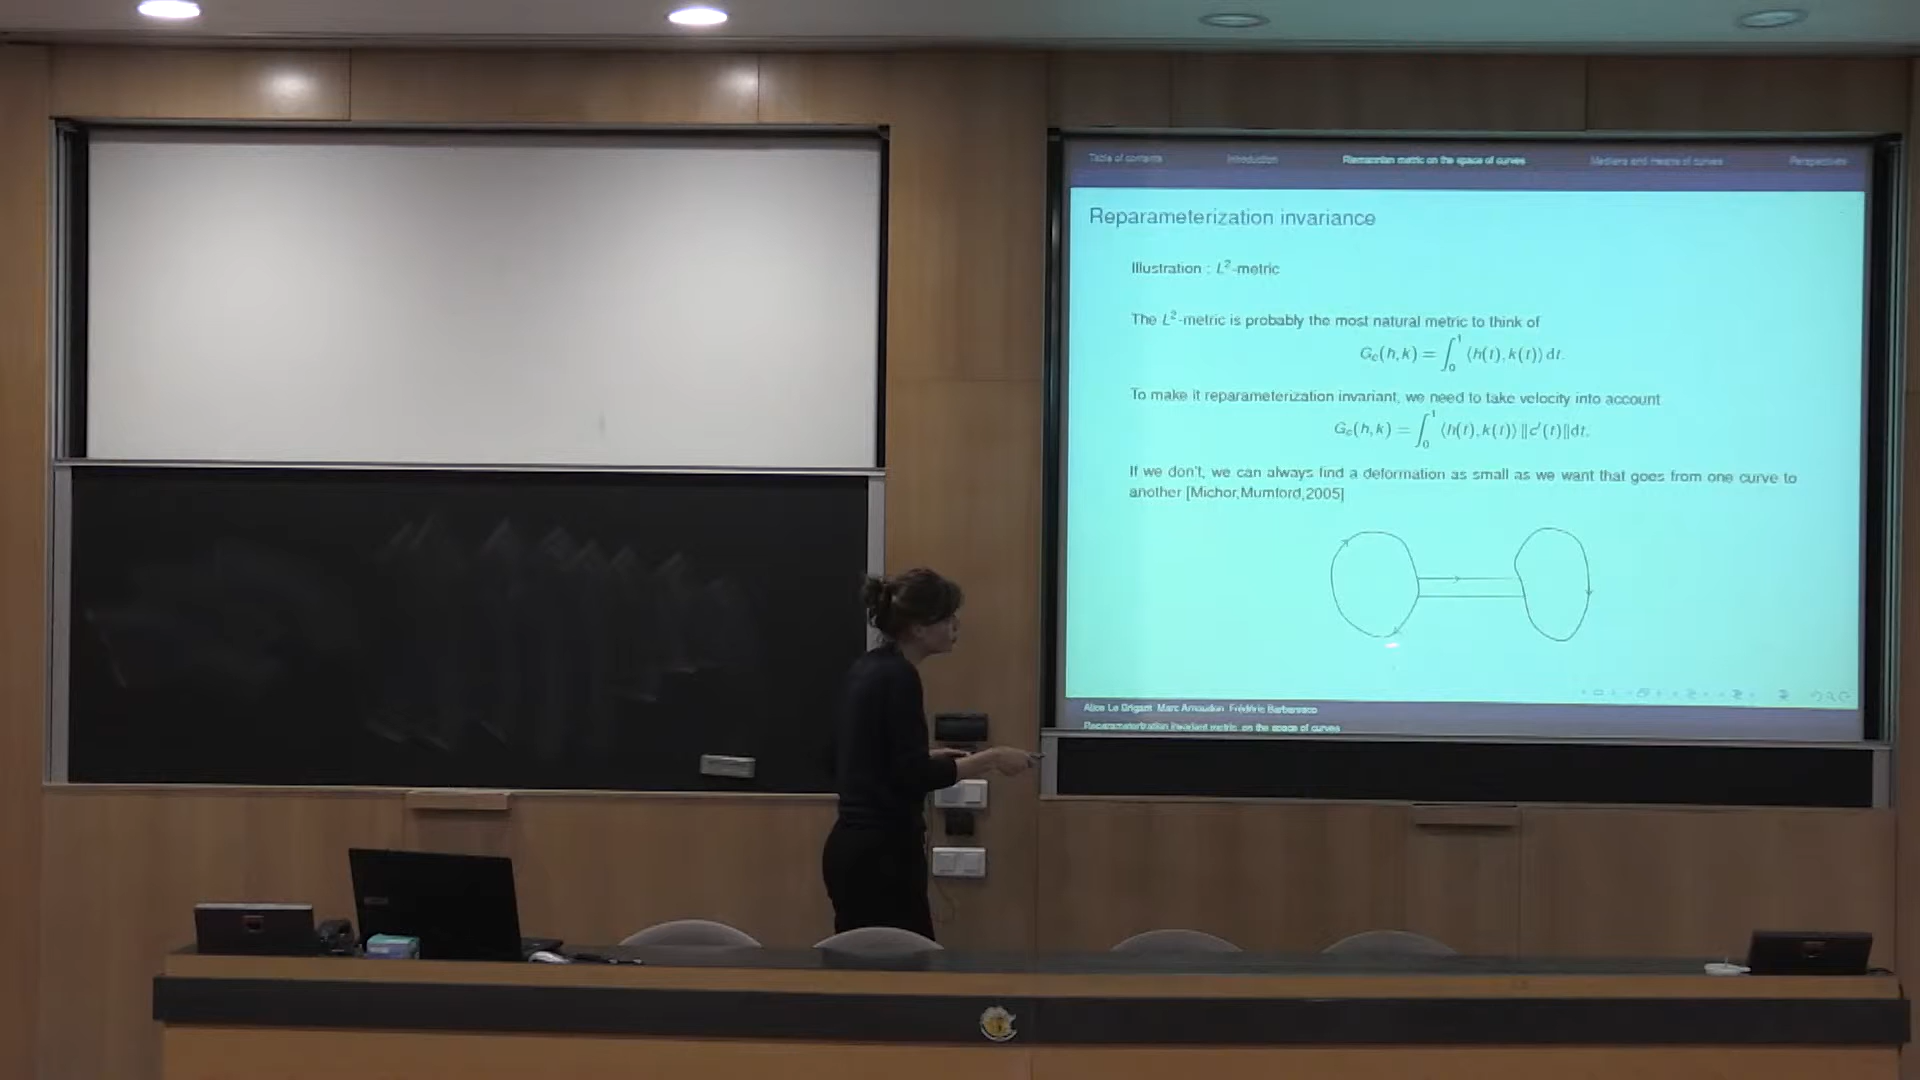 Table of contents Introduction Riemannian metric on the space of curves Medians and means of curves Perspectives
Reparameterization invariance
Illustration : L²-metric
The L²-metric is probably the most natural metric to think of
G_c(h, k) = ∫₀¹ ⟨h(t), k(t)⟩ dt.
To make it reparameterization invariant, we need to take velocity into account
G_c(h, k) = ∫₀¹ ⟨h(t), k(t)⟩ ‖c′(t)‖dt.
If we don't, we can always find a deformation as small as we want that goes from one curve to
another [Michor,Mumford,2005]
Alice Le Brigant Marc Arnaudon Frédéric Barbaresco
Reparameterization invariant metric on the space of curves